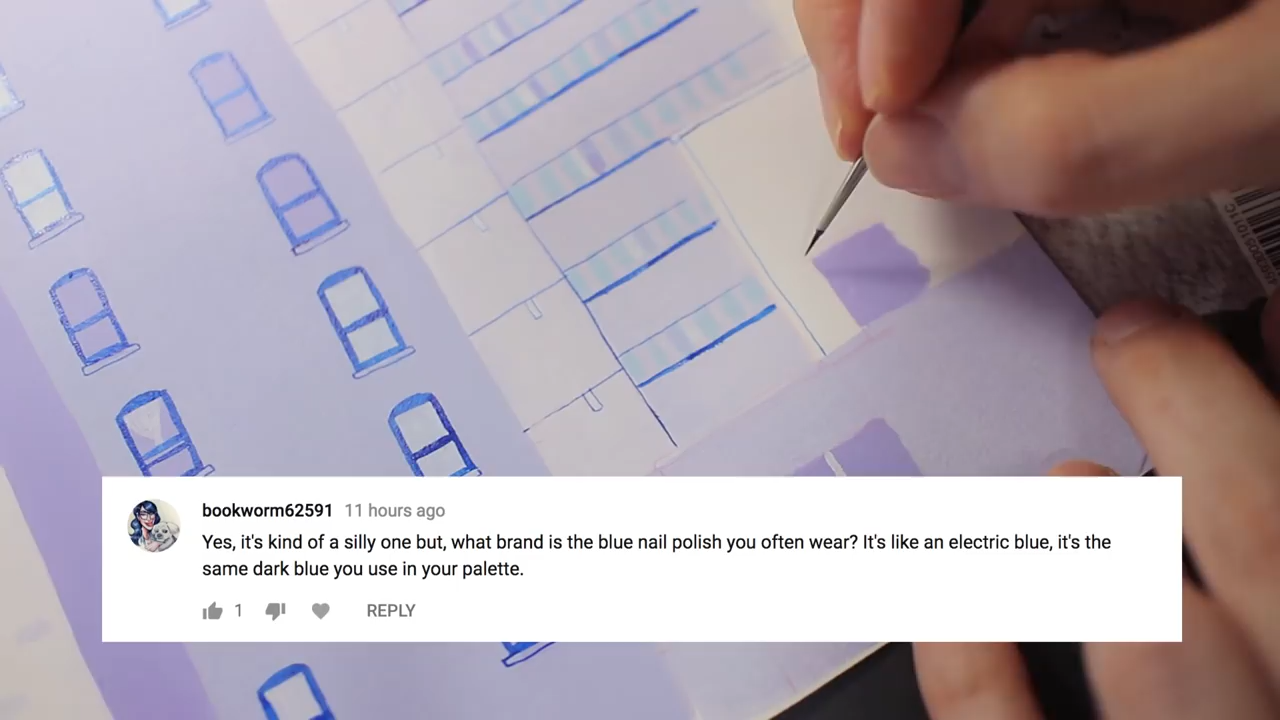 bookworm62591 11 hours ago
Yes, it's kind of a silly one but, what brand is the blue nail polish you often wear? It's like an electric blue, it's the
same dark blue you use in your palette.
1 REPLY